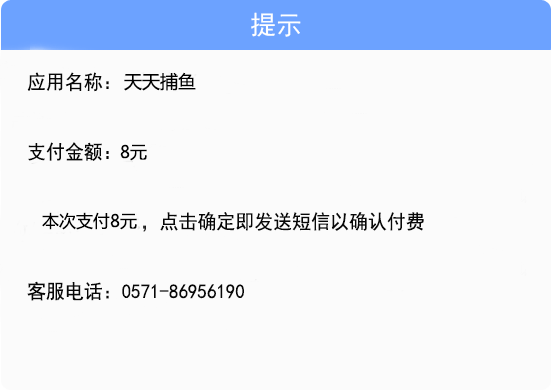 提示
应用名称：天天捕鱼
支付金额：8元
本次支付8元，点击确定即发送短信以确认付费
客服电话：0571-86956190